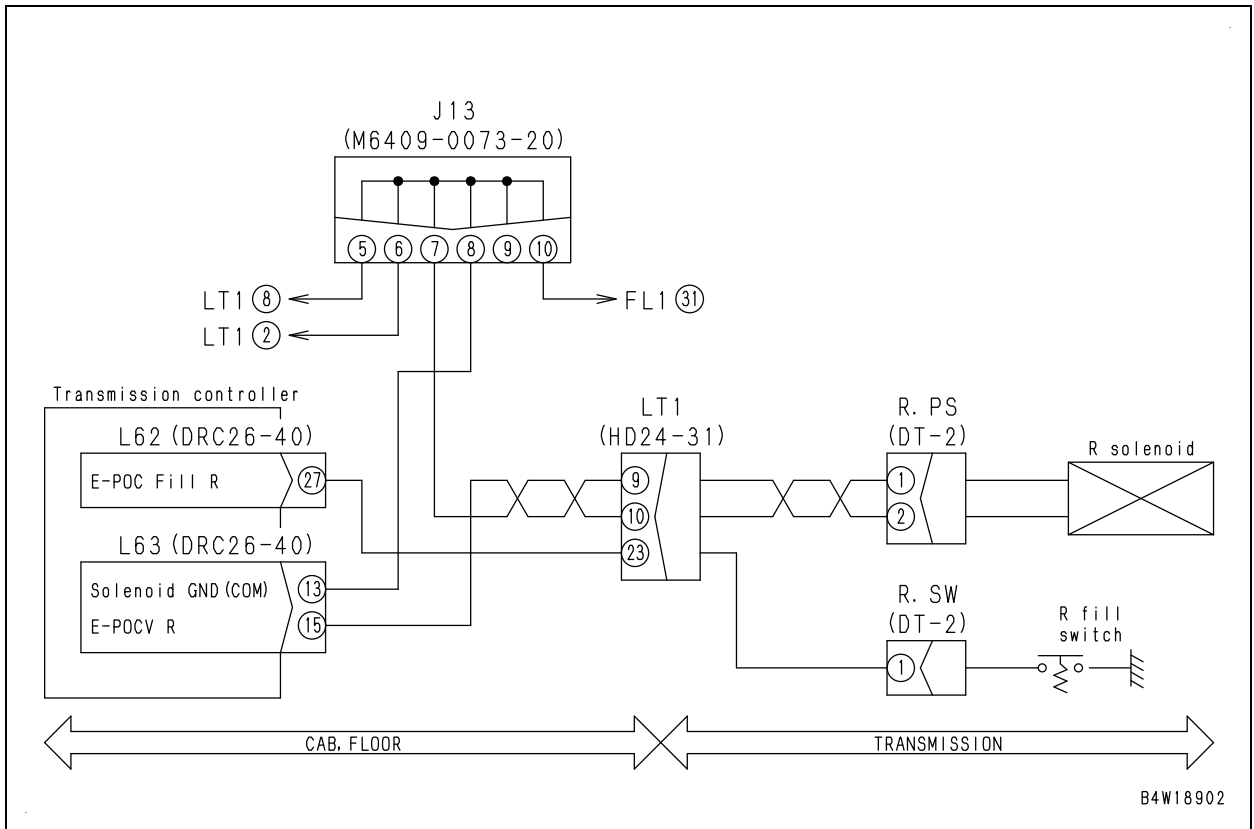 J13
(M6409-0073-20)
5 6 7 8 9 10
LT1 8
FL1 31
LT1 2
Transmission controller
L62 (DRC26-40)
E-POC Fill R
27
L63 (DRC26-40)
Solenoid GND (COM)
13
E-POCV R
15
LT1
(HD24-31)
9
10
23
R. PS
(DT-2)
1
2
R solenoid
R. SW
(DT-2)
1
R fill
switch
CAB, FLOOR
TRANSMISSION
B4W18902